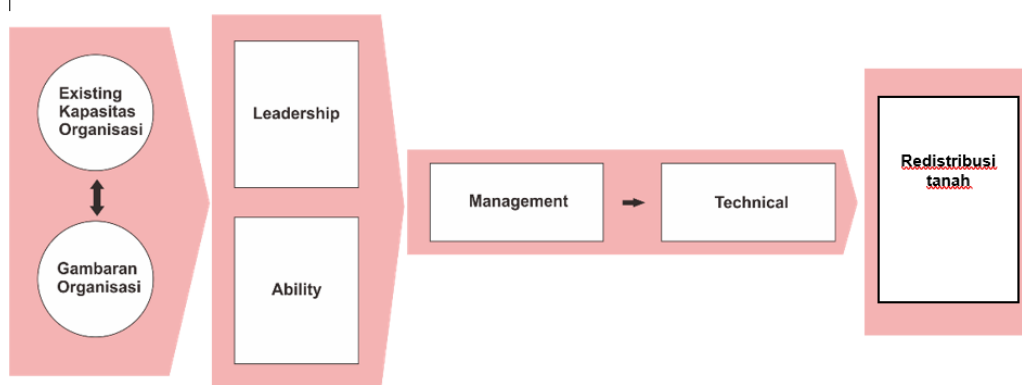 Existing
Kapasitas
Organisasi
Gambaran
Organisasi
Leadership
Ability
Management
Technical
Redistribusi
tanah